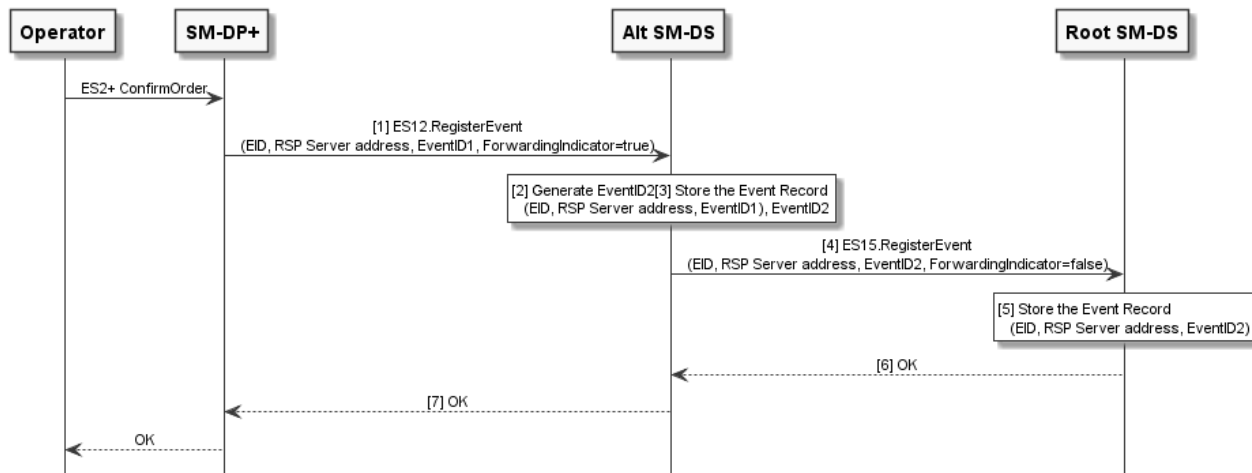 Operator
SM-DP+
Alt SM-DS
Root SM-DS
ES2+ ConfirmOrder
[1] ES12.RegisterEvent
(EID, RSP Server address, EventID1, ForwardingIndicator=true)
[2] Generate EventID2[3] Store the Event Record
(EID, RSP Server address, EventID1), EventID2
[4] ES15.RegisterEvent
(EID, RSP Server address, EventID2, ForwardingIndicator=false)
[5] Store the Event Record
(EID, RSP Server address, EventID2)
[6] OK
[7] OK
OK